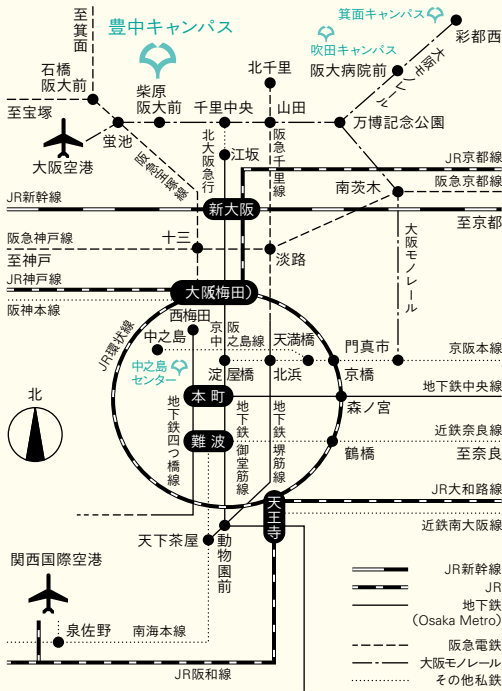 至箕面
豊中キャンパス
箕面キャンパス
吹田キャンパス
彩都西
石橋
阪大前
北千里
阪大病院前
大阪モノレール
柴原
阪大前
千里中央
山田
至宝塚
万博記念公園
蛍池
大阪空港
阪急宝塚線
北大阪急行
江坂
阪急千里線
JR京都線
阪急京都線
南茨木
JR新幹線
新大阪
至京都
阪急神戸線
十三
淡路
大阪モノレール
至神戸
JR神戸線
大阪梅田）
阪神本線
JR環状線
西梅田
中之島
京阪
中之島線
天満橋
門真市
京阪本線
中之島
センター
淀屋橋
北浜
京橋
本町
地下鉄中央線
森ノ宮
北
地下鉄四つ橋線
難波
地下鉄御堂筋線
地下鉄堺筋線
近鉄奈良線
鶴橋
至奈良
JR大和路線
天王寺
近鉄南大阪線
天下茶屋
動物園前
関西国際空港
泉佐野
南海本線
JR阪和線
JR新幹線
JR
地下鉄
(Osaka Metro)
阪急電鉄
大阪モノレール
その他私鉄